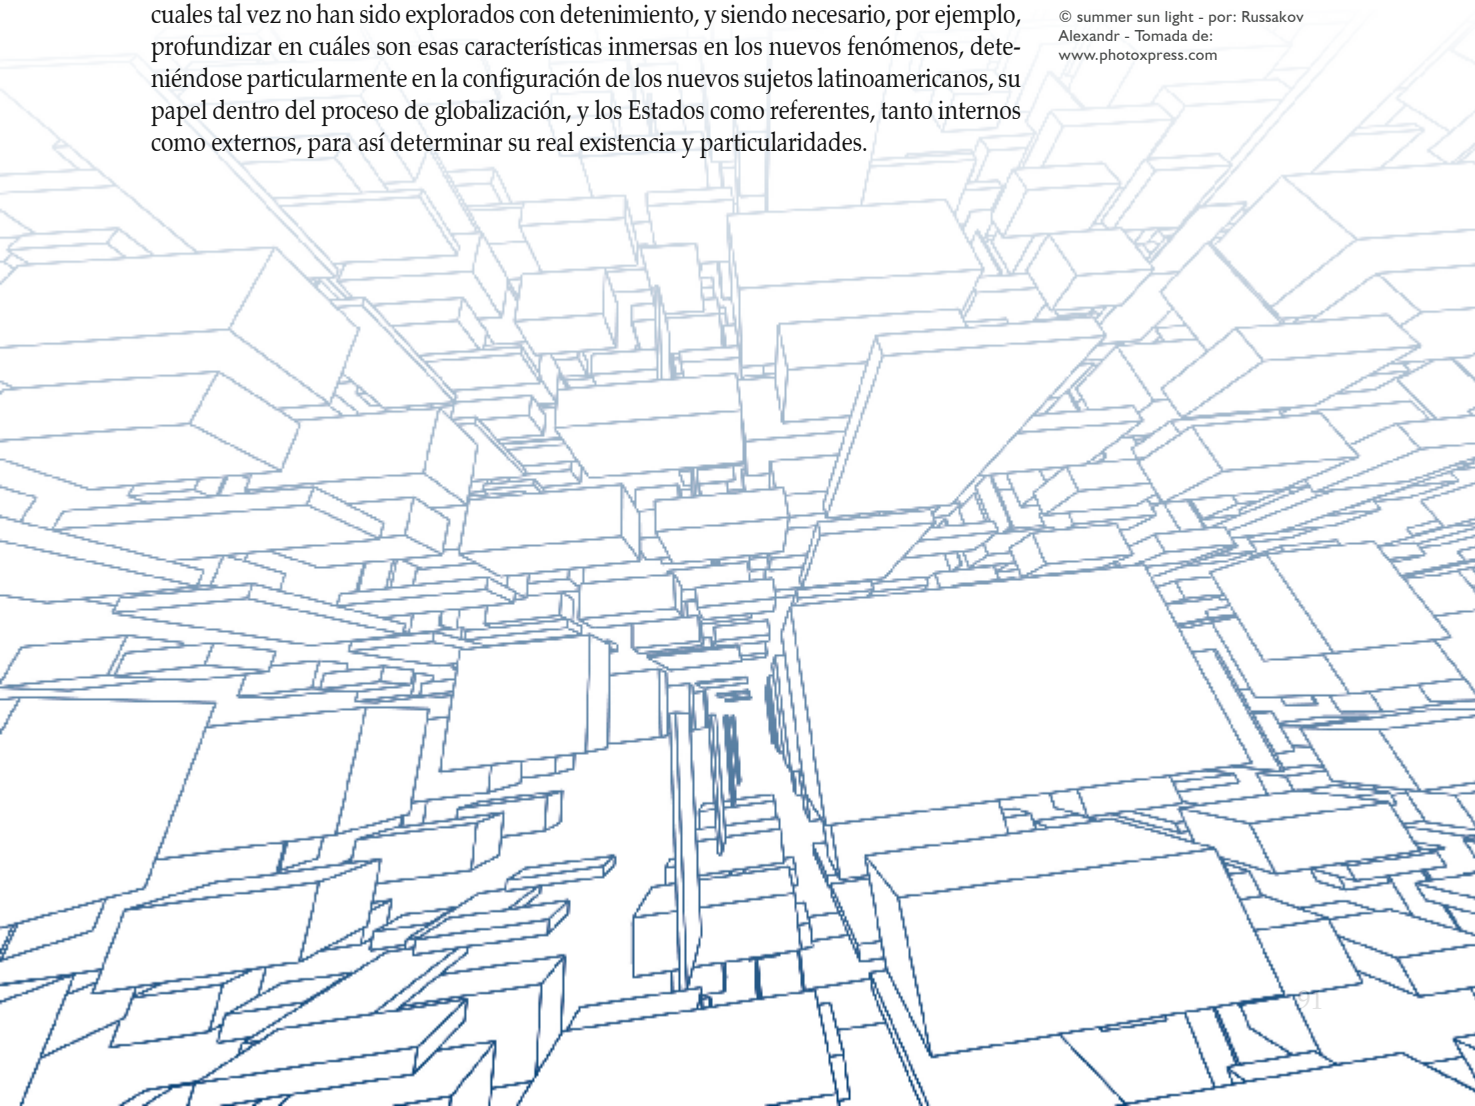 cuales tal vez no han sido explorados con detenimiento, y siendo necesario, por ejemplo,
profundizar en cuáles son esas características inmersas en los nuevos fenómenos, dete-
niéndose particularmente en la configuración de los nuevos sujetos latinoamericanos, su
papel dentro del proceso de globalización, y los Estados como referentes, tanto internos
como externos, para así determinar su real existencia y particularidades.
© summer sun light - por: Russakov
Alexandr - Tomada de:
www.photoxpress.com
91